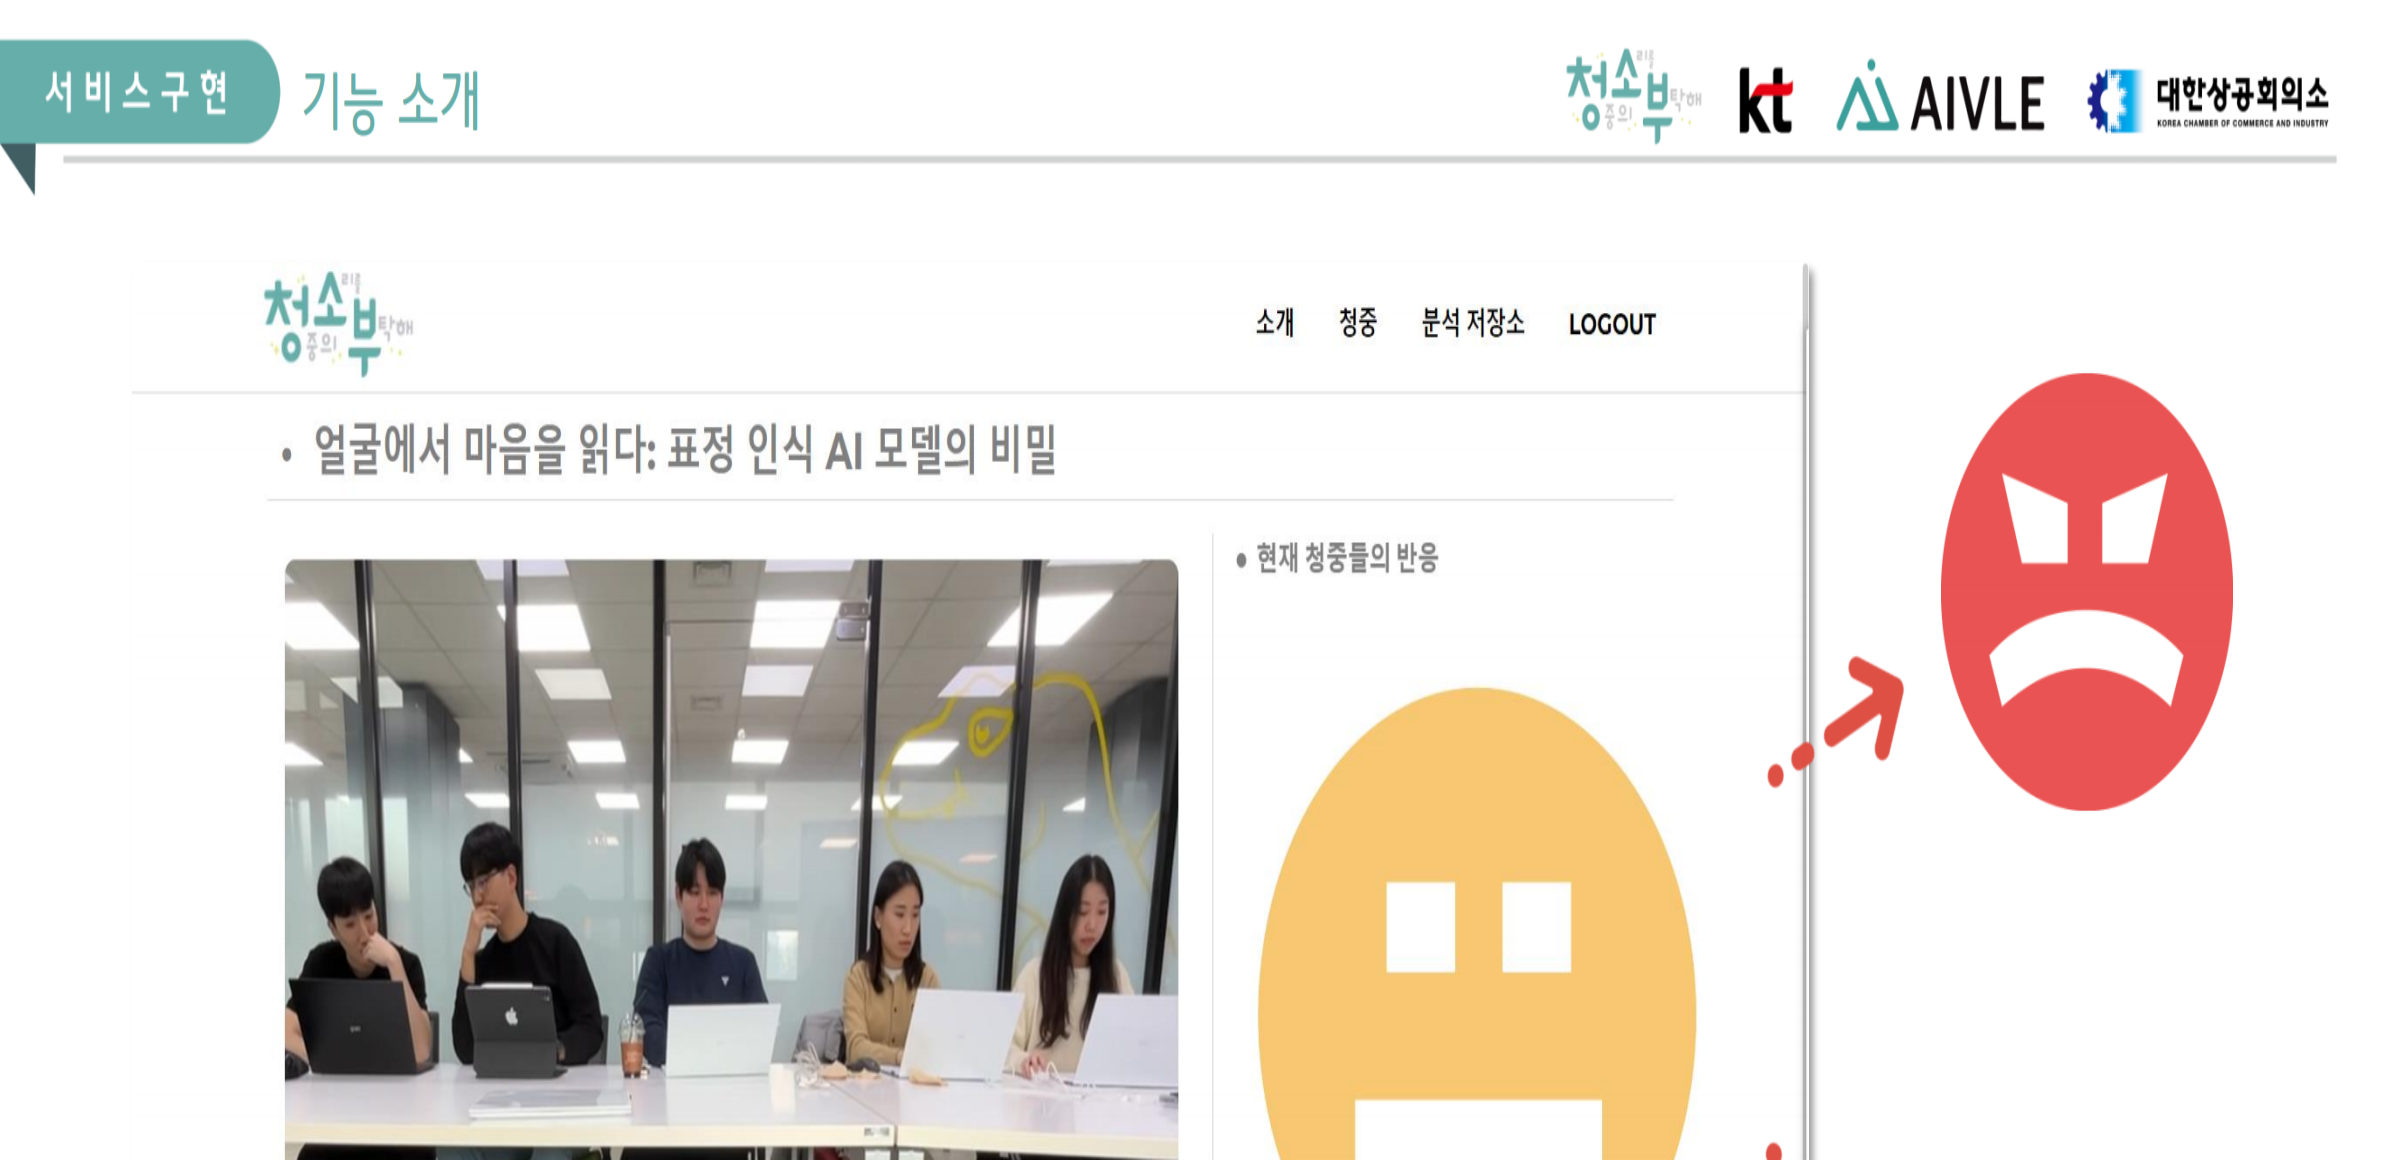 서비스구현
기능 소개
청소부
리를
중의
탁해
kt
AIVLE
대한상공회의소
KOREA CHAMBER OF COMMERCE AND INDUSTRY
청소부
리를
중의
탁해
소개 청중 분석 저장소 LOGOUT
• 얼굴에서 마음을 읽다: 표정 인식 AI 모델의 비밀
• 현재 청중들의 반응